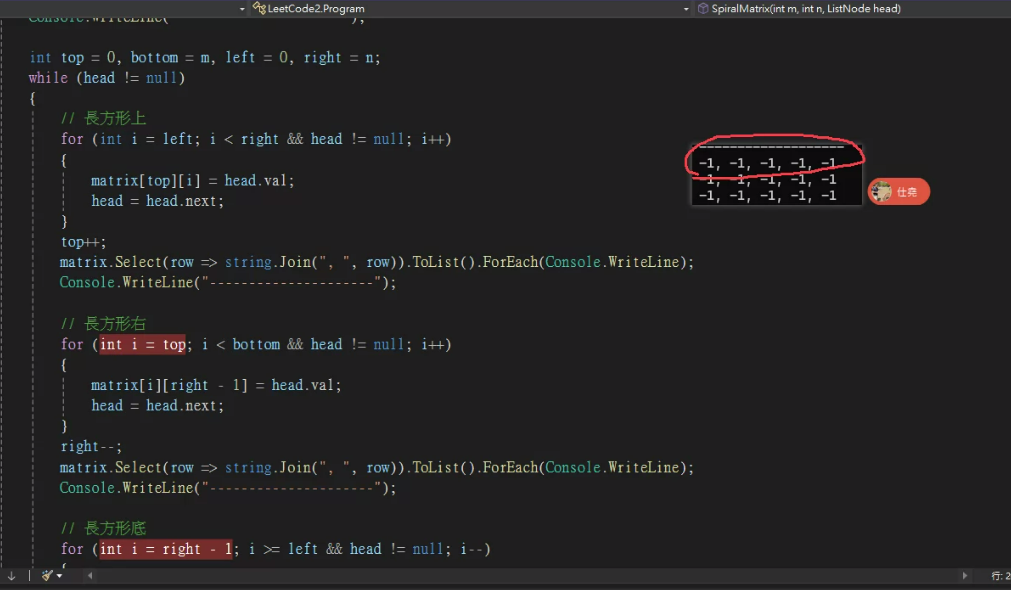 LeetCode2.Program
SpiralMatrix(int m, int n, ListNode head)
Console.WriteLine(" ");
int top = 0, bottom = m, left = 0, right = n;
while (head != null)
{
// 長方形上
for (int i = left; i < right && head != null; i++)
{
matrix[top][i] = head.val;
head = head.next;
}
top++;
matrix.Select(row => string.Join(", ", row)).ToList().ForEach(Console.WriteLine);
Console.WriteLine("---------------------");
// 長方形右
for (int i = top; i < bottom && head != null; i++)
{
matrix[i][right - 1] = head.val;
head = head.next;
}
right--;
matrix.Select(row => string.Join(", ", row)).ToList().ForEach(Console.WriteLine);
Console.WriteLine("---------------------");
// 長方形底
for (int i = right - 1; i >= left && head != null; i--)
{
---------------------
-1, -1, -1, -1, -1
-1, -1, -1, -1, -1
-1, -1, -1, -1, -1
仕堯
行: 2